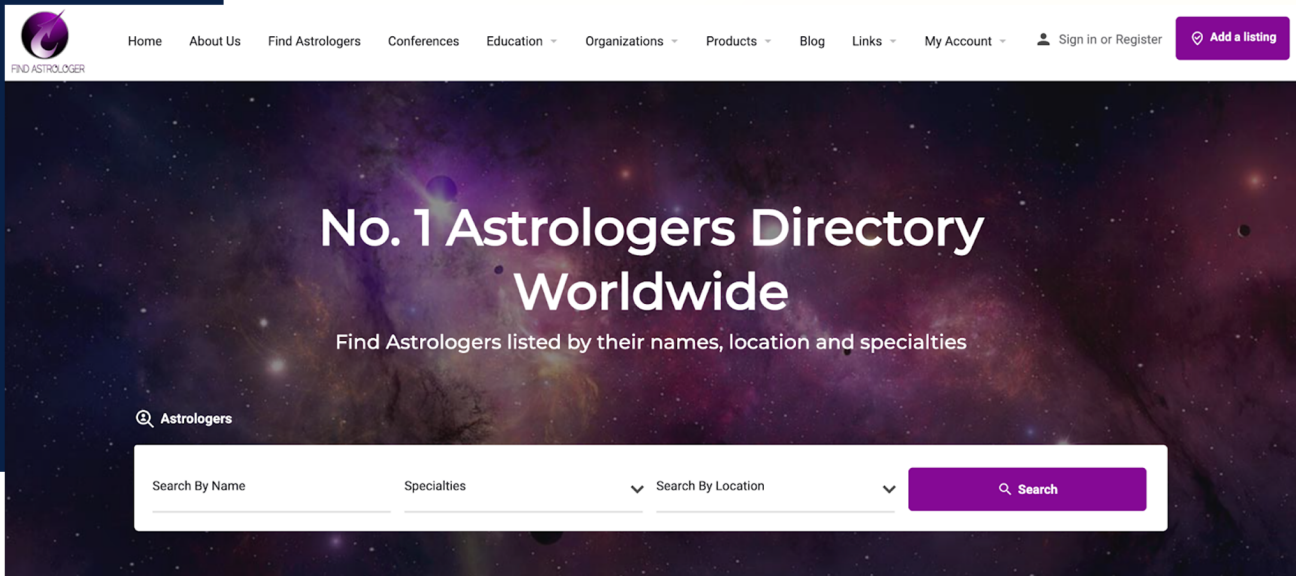 FIND ASTROLOGER
Home About Us Find Astrologers Conferences Education Organizations Products Blog Links My Account Sign in or Register Add a listing
No. 1 Astrologers Directory
Worldwide
Find Astrologers listed by their names, location and specialties
Astrologers
Search By Name Specialties Search By Location Search